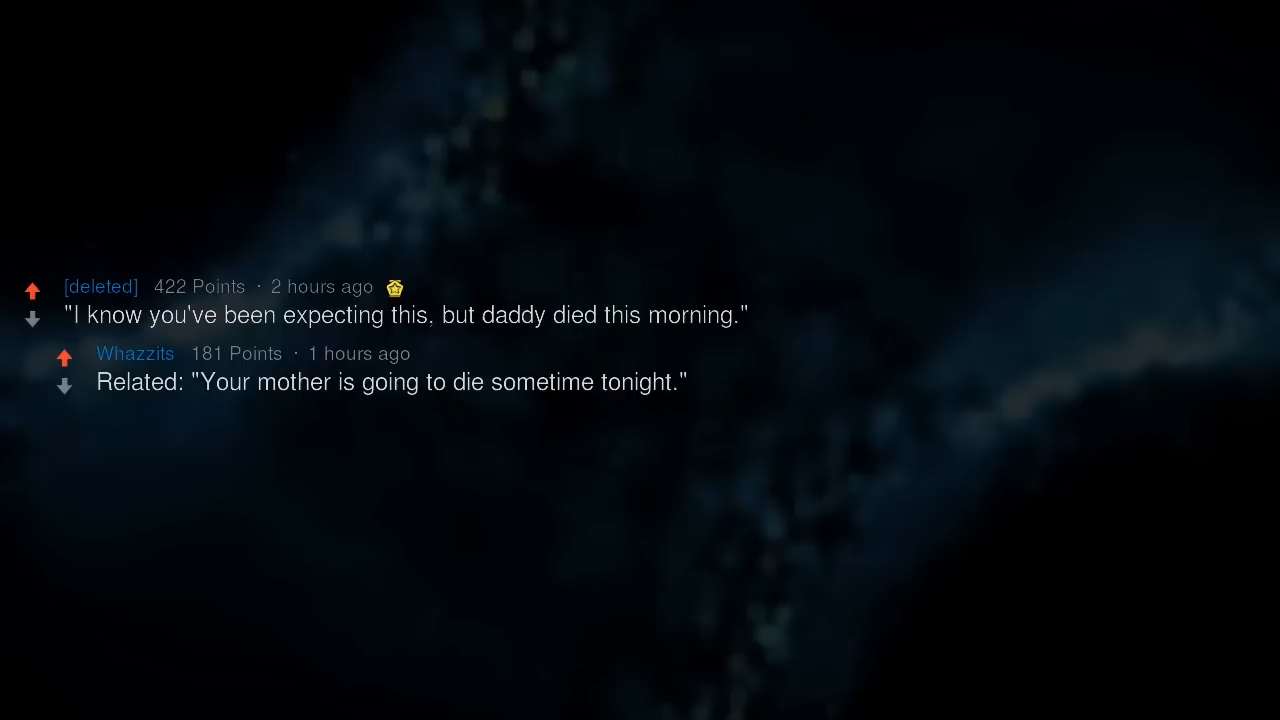 [deleted] 422 Points · 2 hours ago
"I know you've been expecting this, but daddy died this morning."
Whazzits 181 Points · 1 hours ago
Related: "Your mother is going to die sometime tonight."